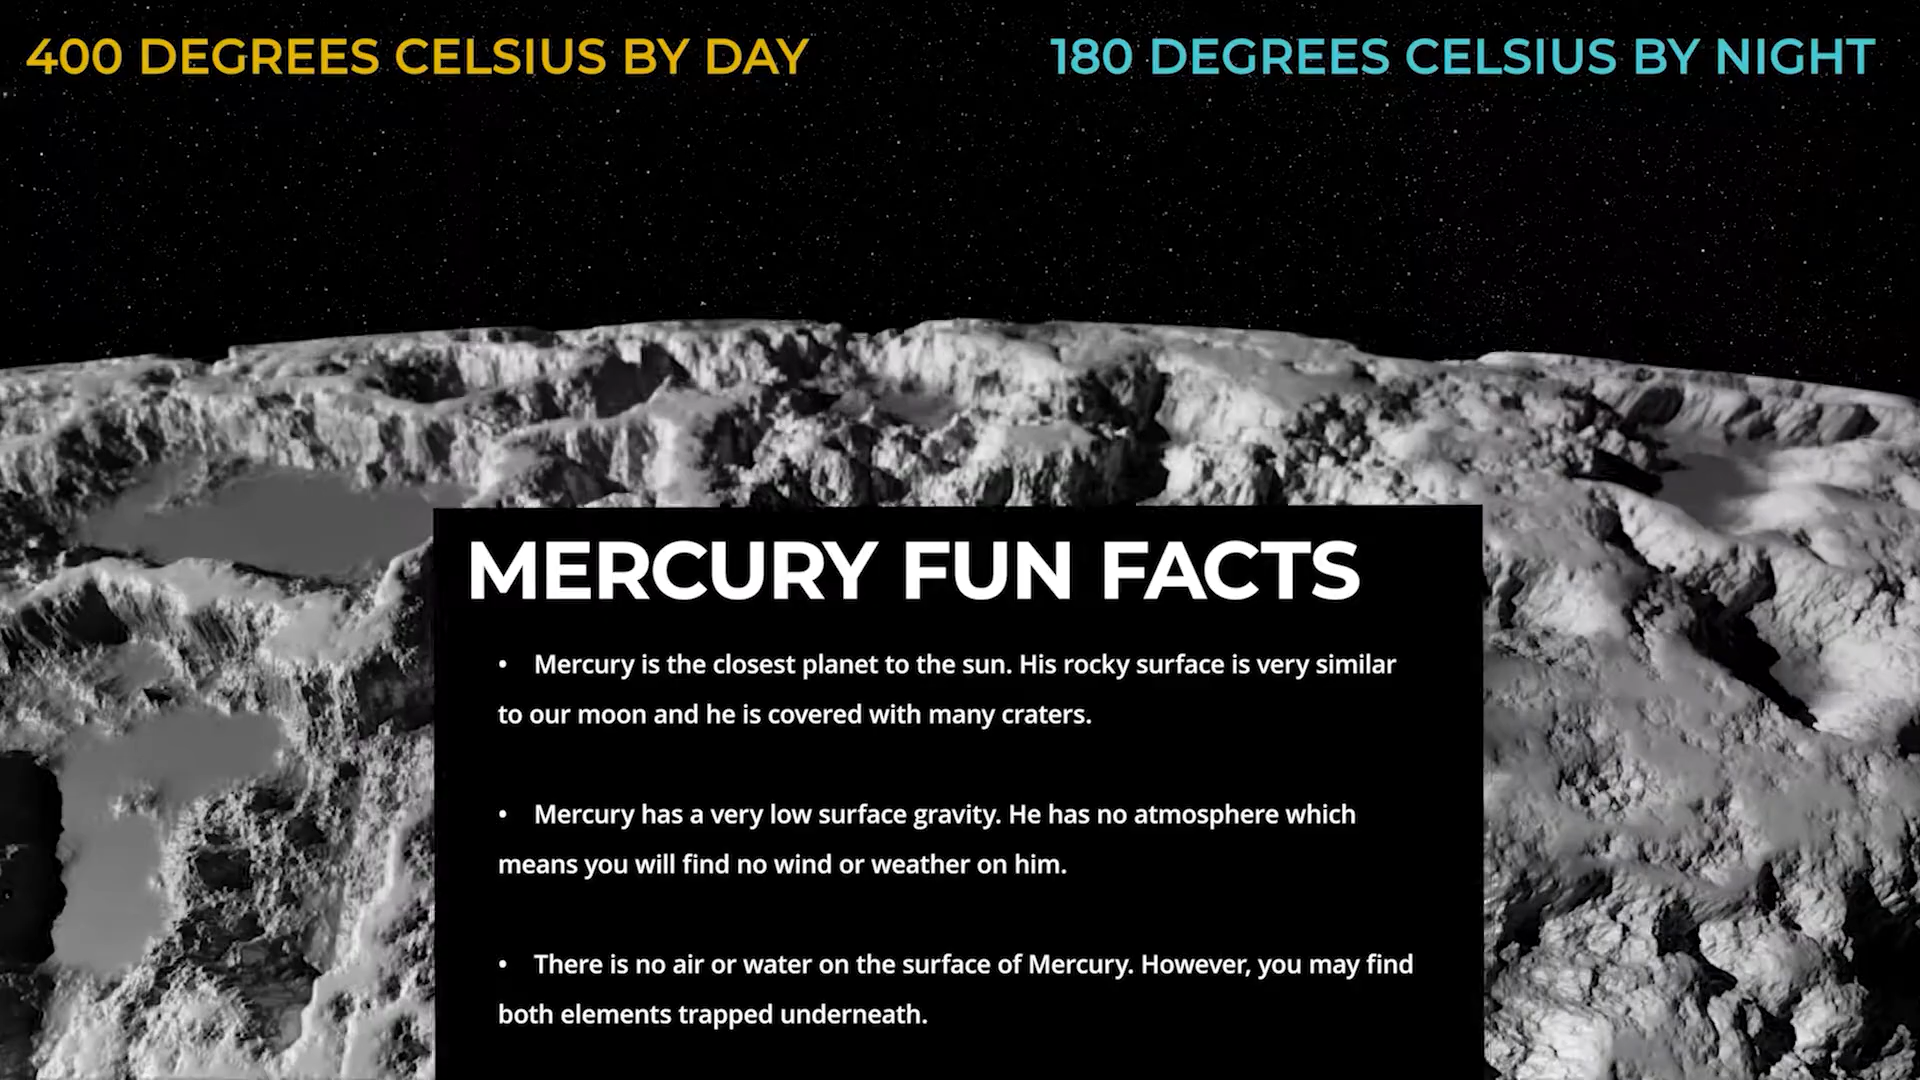 400 DEGREES CELSIUS BY DAY
180 DEGREES CELSIUS BY NIGHT
MERCURY FUN FACTS
• Mercury is the closest planet to the sun. His rocky surface is very similar
to our moon and he is covered with many craters.
• Mercury has a very low surface gravity. He has no atmosphere which
means you will find no wind or weather on him.
• There is no air or water on the surface of Mercury. However, you may find
both elements trapped underneath.